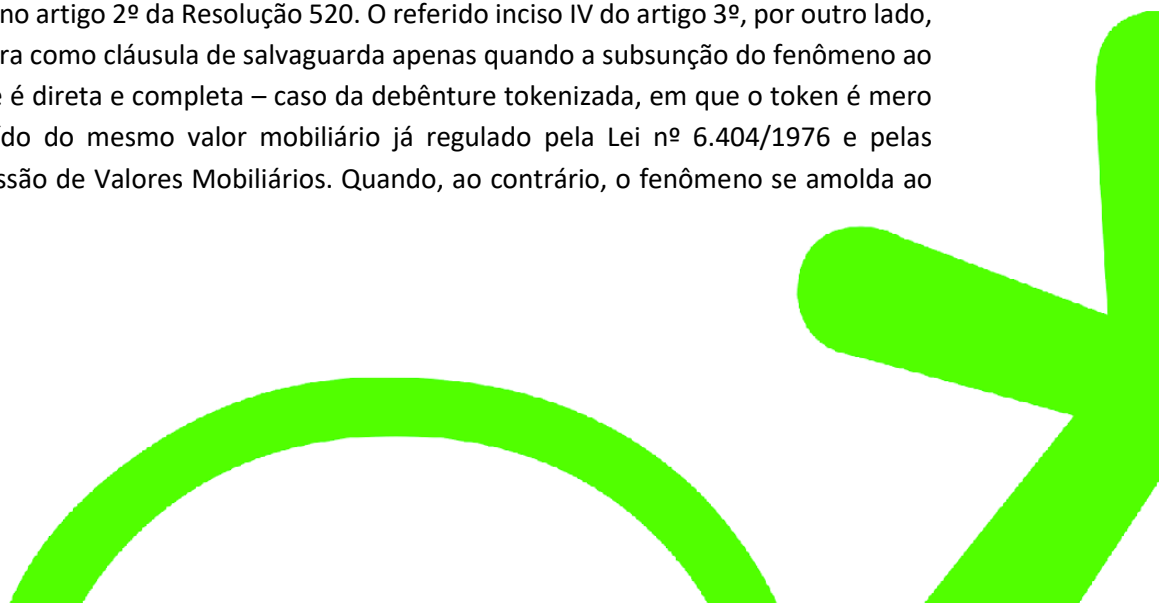 no artigo 2º da Resolução 520. O referido inciso IV do artigo 3º, por outro lado,
ra como cláusula de salvaguarda apenas quando a subsunção do fenômeno ao
e é direta e completa – caso da debênture tokenizada, em que o token é mero
ído do mesmo valor mobiliário já regulado pela Lei nº 6.404/1976 e pelas
ssão de Valores Mobiliários. Quando, ao contrário, o fenômeno se amolda ao